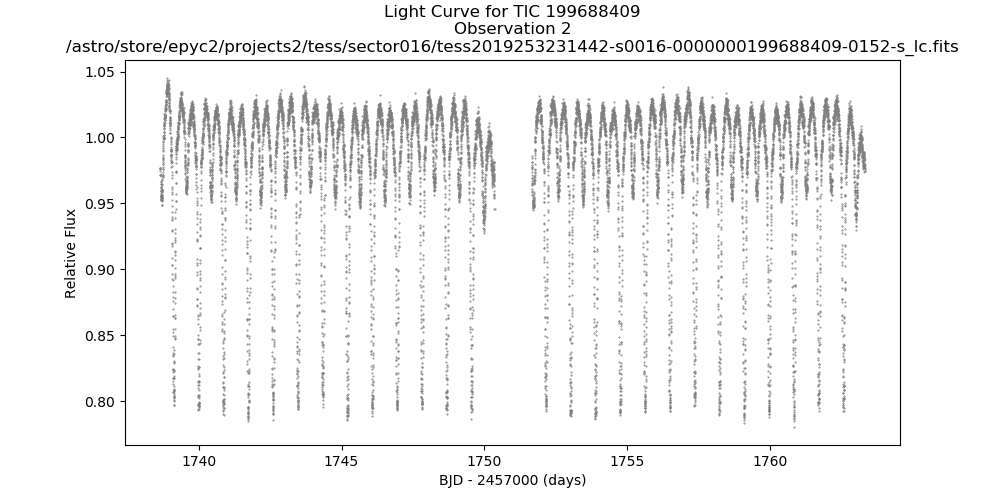 Light Curve for TIC 199688409
Observation 2
/astro/store/epyc2/projects2/tess/sector016/tess2019253231442-s0016-0000000199688409-0152-s_lc.fits
1.05
1.00
0.95
0.90
0.85
0.80
Relative Flux
1740
1745
1750
1755
1760
BJD - 2457000 (days)